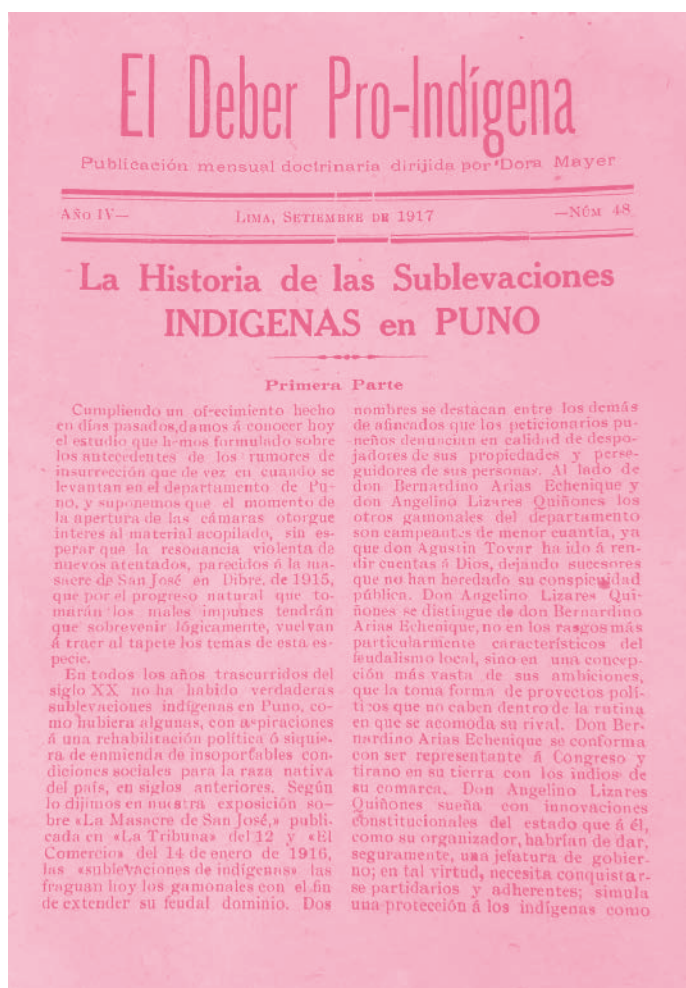 El Deber Pro-Indígena
Publicación mensual doctrinaria dirijida por Dora Mayer
Año IV—
Lima, Setiembre de 1917
—Núm 48
La Historia de las Sublevaciones
INDIGENAS en PUNO
Primera Parte
Cumpliendo un ofrecimiento hecho
en días pasados,damos á conocer hoy
el estudio que hemos formulado sobre
los antecedentes de los rumores de
insurrección que de vez en cuando se
levantan en el departamento de Pu-
no, y suponemos que el momento de
la apertura de las cámaras otorgue
interes al material acopilado, sin es-
perar que la resonancia violenta de
nuevos atentados, parecidos á la ma-
sacre de San José en Dibre, de 1915,
que por el progreso natural que to-
marán los males impunes tendrán
que sobrevenir lógicamente, vuelvan
á traer al tapete los temas de esta es-
pecie.
En todos los años trascurridos del
siglo XX no ha habido verdaderas
sublevaciones indígenas en Puno, co-
mo hubiera algunas, con aspiraciones
á una rehabilitación política ó siquie-
ra de enmienda de insoportables con-
diciones sociales para la raza nativa
del país, en siglos anteriores. Según
lo dijimos en nuestra exposición so-
bre «La Masacre de San José,» publi-
cada en «La Tribuna» del 12 y «El
Comercio» del 14 de enero de 1916,
las «sublevaciones de indígenas» las
fraguan hoy los gamonales con el fin
de extender su feudal dominio. Dos
nombres se destacan entre los demás
de afincados que los peticionarios pu-
neños denuncian en calidad de despo-
jadores de sus propiedades y perse-
guidores de sus personas. Al lado de
don Bernardino Arias Echenique y
don Angelino Lizares Quiñones los
otros gamonales del departamento
son campeantes de menor cuantía, ya
que don Agustin Tovar ha ido á ren-
dir cuentas á Dios, dejando sucesores
que no han heredado su conspicuidad
pública. Don Angelino Lizares Qui-
ñones se distingue de don Bernardino
Arias Echenique,no en los rasgos más
particularmente característicos del
feudalismo local, sino en una concep-
ción más vasta de sus ambiciones,
que la toma forma de proyectos polí-
ticos que no caben dentro de la rutina
en que se acomoda su rival. Don Ber-
nardino Arias Echenique se conforma
con ser representante á Congreso y
tirano en su tierra con los indios de
su comarca. Don Angelino Lizares
Quiñones sueña con innovaciones
constitucionales del estado que á él,
como su organizador, habrían de dar,
seguramente, una jefatura de gobier-
no; en tal virtud, necesita conquistar-
se partidarios y adherentes; simula
una protección á los indígenas como